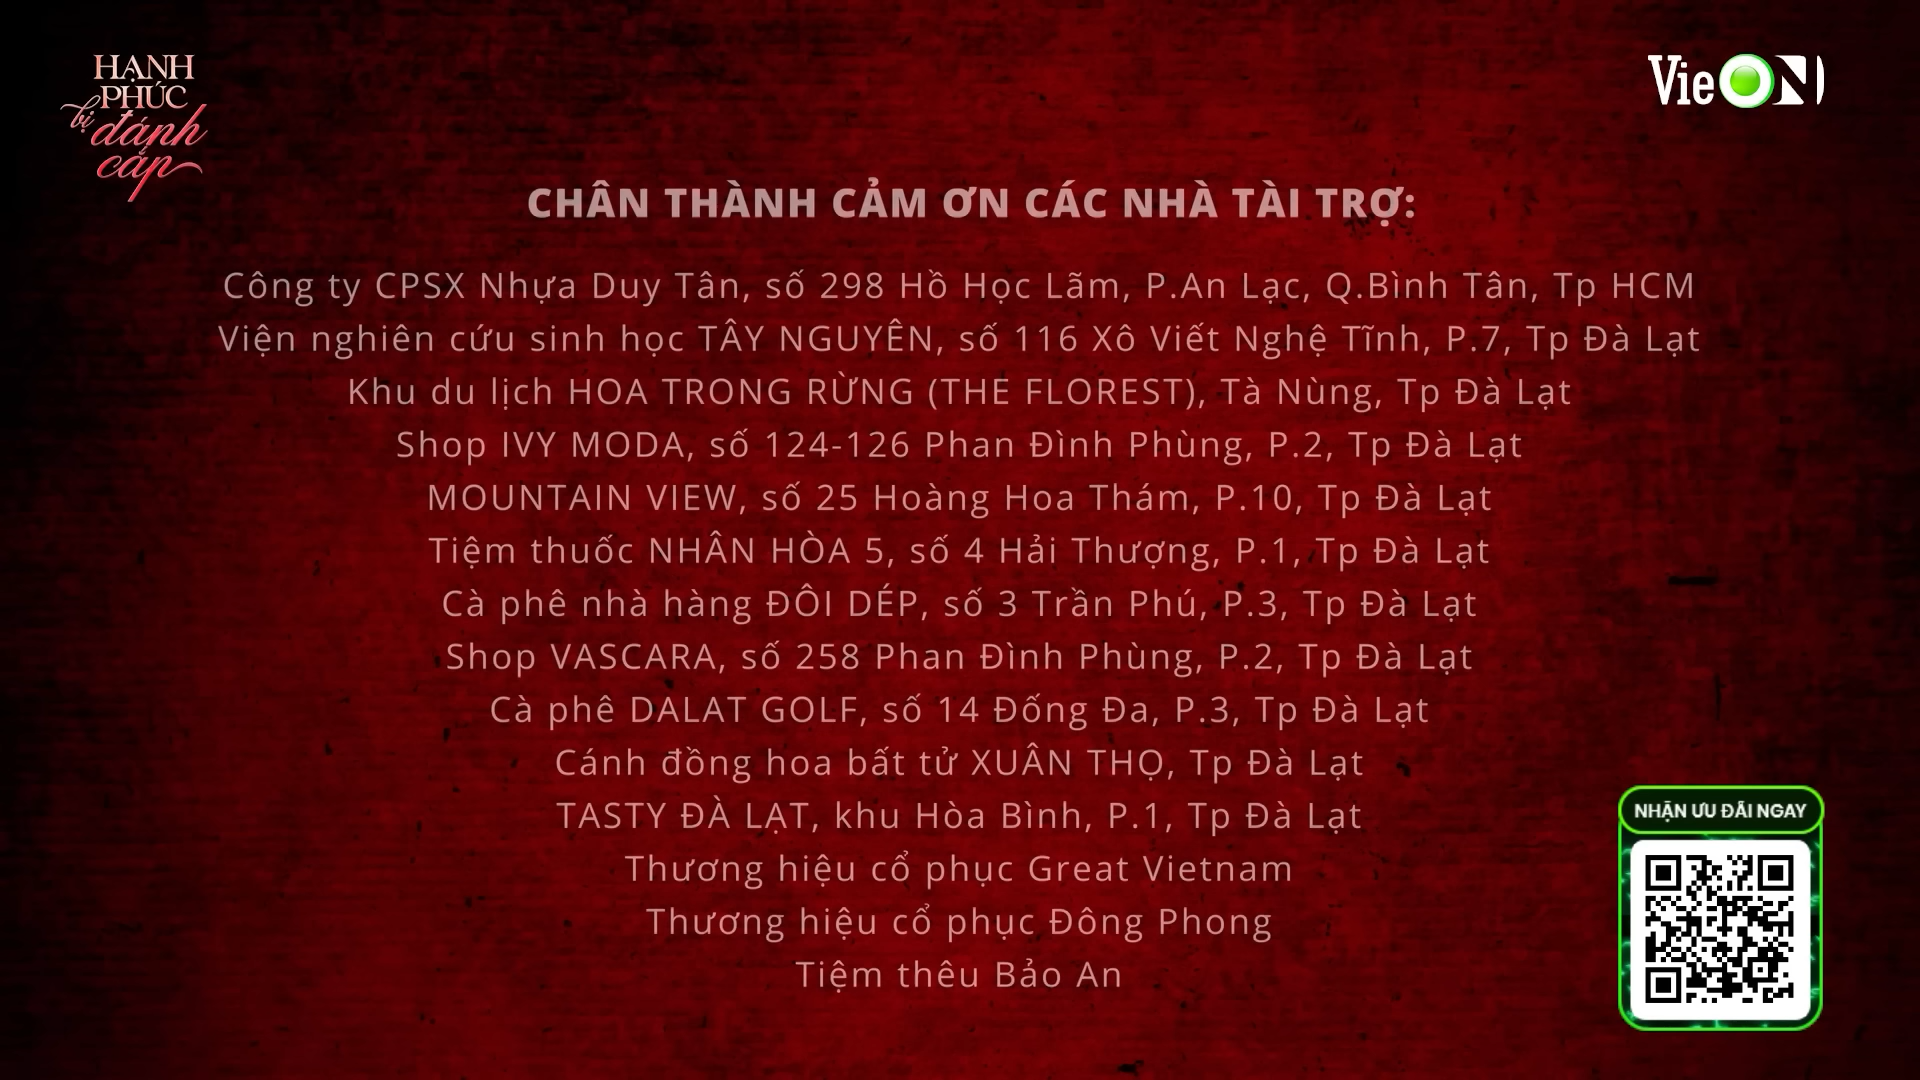 HẠNH
PHÚC
bị đánh
cắp
VieON
CHÂN THÀNH CẢM ƠN CÁC NHÀ TÀI TRỢ:
Công ty CPSX Nhựa Duy Tân, số 298 Hồ Học Lãm, P.An Lạc, Q.Bình Tân, Tp HCM
Viện nghiên cứu sinh học TÂY NGUYÊN, số 116 Xô Viết Nghệ Tĩnh, P.7, Tp Đà Lạt
Khu du lịch HOA TRONG RỪNG (THE FLOREST), Tà Nùng, Tp Đà Lạt
Shop IVY MODA, số 124-126 Phan Đình Phùng, P.2, Tp Đà Lạt
MOUNTAIN VIEW, số 25 Hoàng Hoa Thám, P.10, Tp Đà Lạt
Tiệm thuốc NHÂN HÒA 5, số 4 Hải Thượng, P.1, Tp Đà Lạt
Cà phê nhà hàng ĐÔI DÉP, số 3 Trần Phú, P.3, Tp Đà Lạt
Shop VASCARA, số 258 Phan Đình Phùng, P.2, Tp Đà Lạt
Cà phê DALAT GOLF, số 14 Đống Đa, P.3, Tp Đà Lạt
Cánh đồng hoa bất tử XUÂN THỌ, Tp Đà Lạt
TASTY ĐÀ LẠT, khu Hòa Bình, P.1, Tp Đà Lạt
Thương hiệu cổ phục Great Vietnam
Thương hiệu cổ phục Đông Phong
Tiệm thêu Bảo An
NHẬN ƯU ĐÃI NGAY